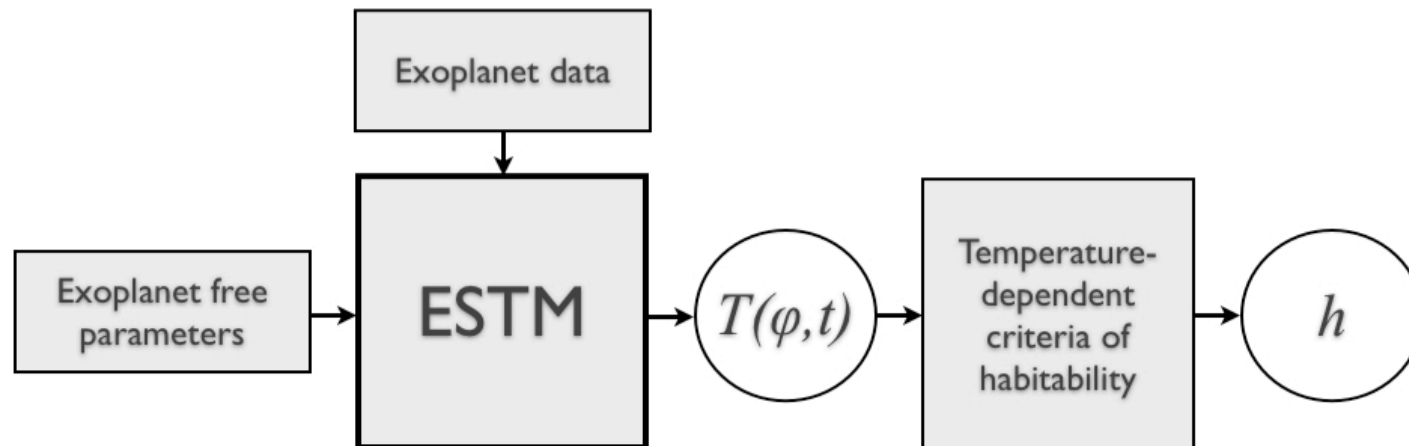 Exoplanet data
Exoplanet free
parameters
ESTM
T(φ,t)
Temperature-
dependent
criteria of
habitability
h